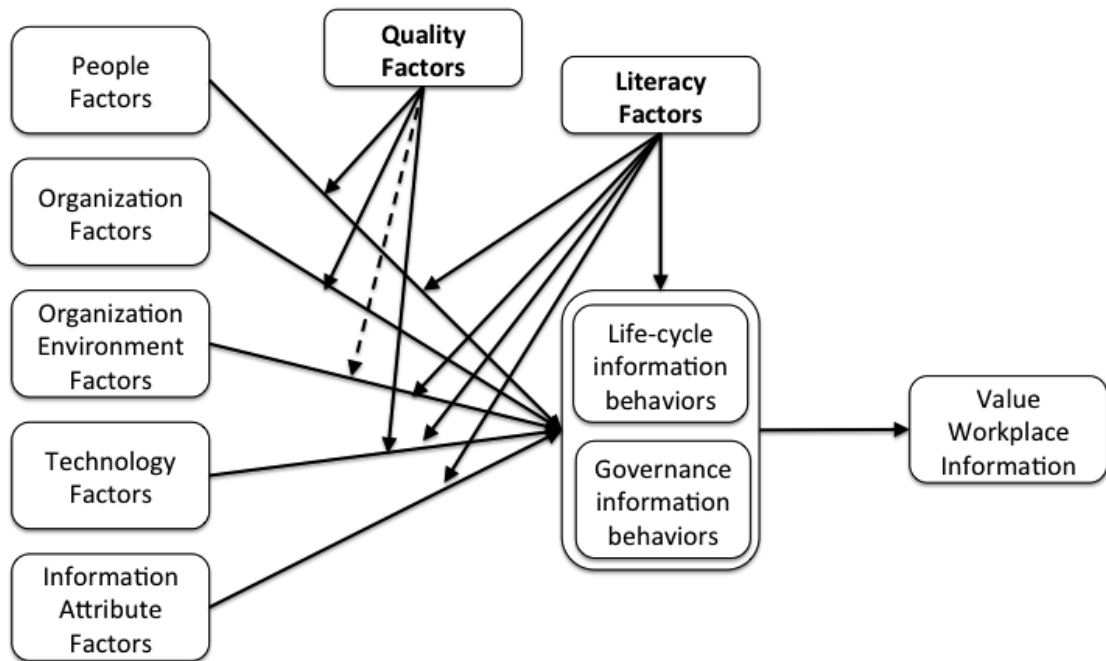 People
Factors
Quality
Factors
Literacy
Factors
Organization
Factors
Organization
Environment
Factors
Technology
Factors
Information
Attribute
Factors
Life-cycle
information
behaviors
Governance
information
behaviors
Value
Workplace
Information